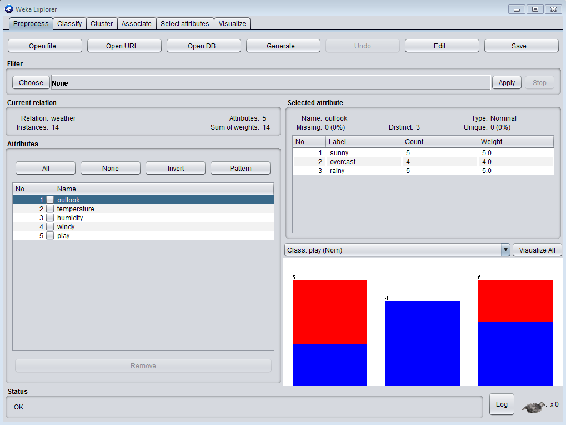 Weka Explorer
Preprocess Classify Cluster Associate Select attributes Visualize
Open file Open URL Open DB Generate Undo Edit Save
Filter
Choose None Apply Stop
Current relation
Relation: weather Attributes: 5
Instances: 14 Sum of weights: 14
Attributes
All None Invert Pattern
No Name
1 outlook
2 temperature
3 humidity
4 windy
5 play
Remove
Selected attribute
Name: outlook Type: Nominal
Missing: 0 (0%) Distinct: 3 Unique: 0 (0%)
No Label Count Weight
1 sunny 5 5.0
2 overcast 4 4.0
3 rainy 5 5.0
Class: play (Nom) Visualize All
5
4
5
Status
OK
Log x 0